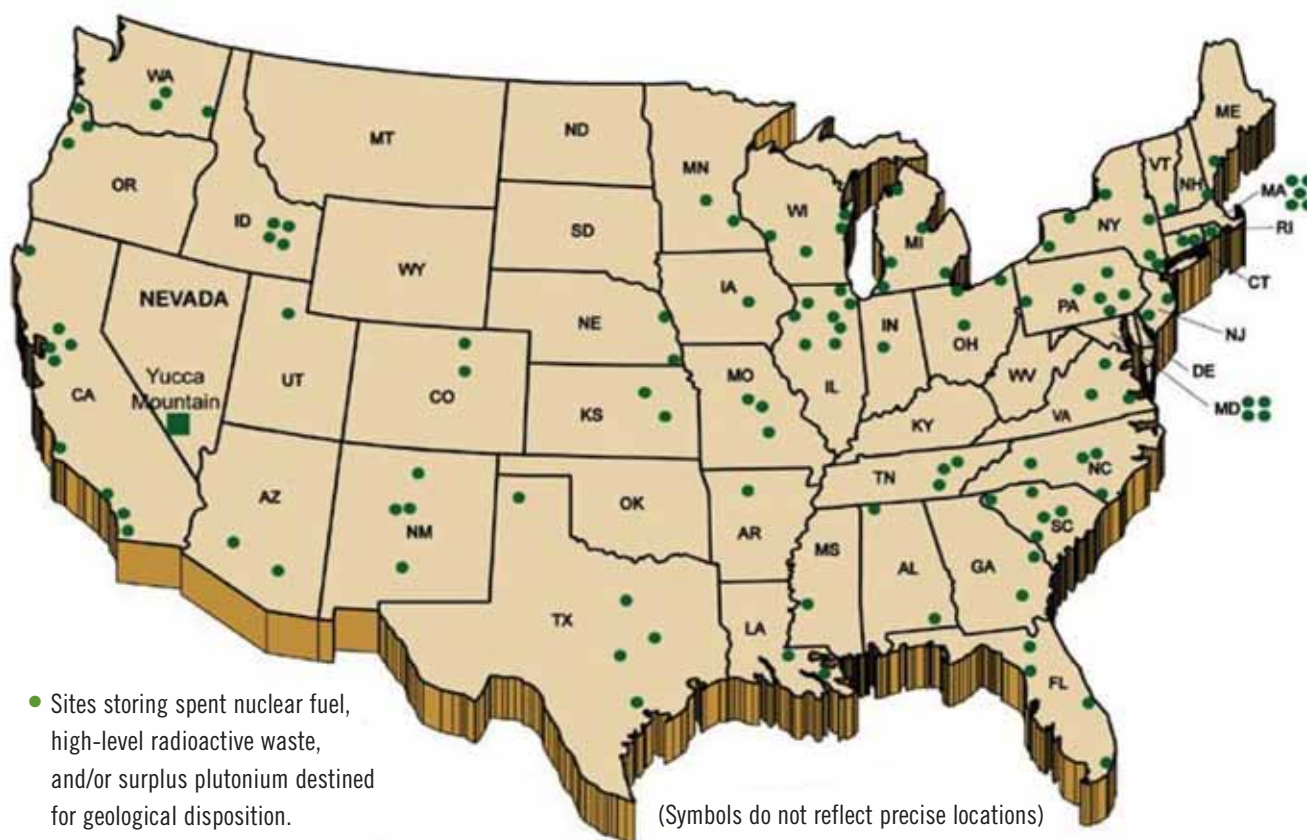 WA
MT
ND
MN
ME
VT
NH
MA
OR
ID
SD
WI
MI
NY
RI
WY
CT
NEVADA
IA
PA
NE
IN
OH
NJ
Yucca
Mountain
UT
CO
IL
MO
WV
DE
CA
KS
VA
MD
KY
AZ
NM
OK
TN
NC
AR
SC
MS
AL
GA
TX
LA
FL
Sites storing spent nuclear fuel,
high-level radioactive waste,
and/or surplus plutonium destined
for geological disposition.
(Symbols do not reflect precise locations)